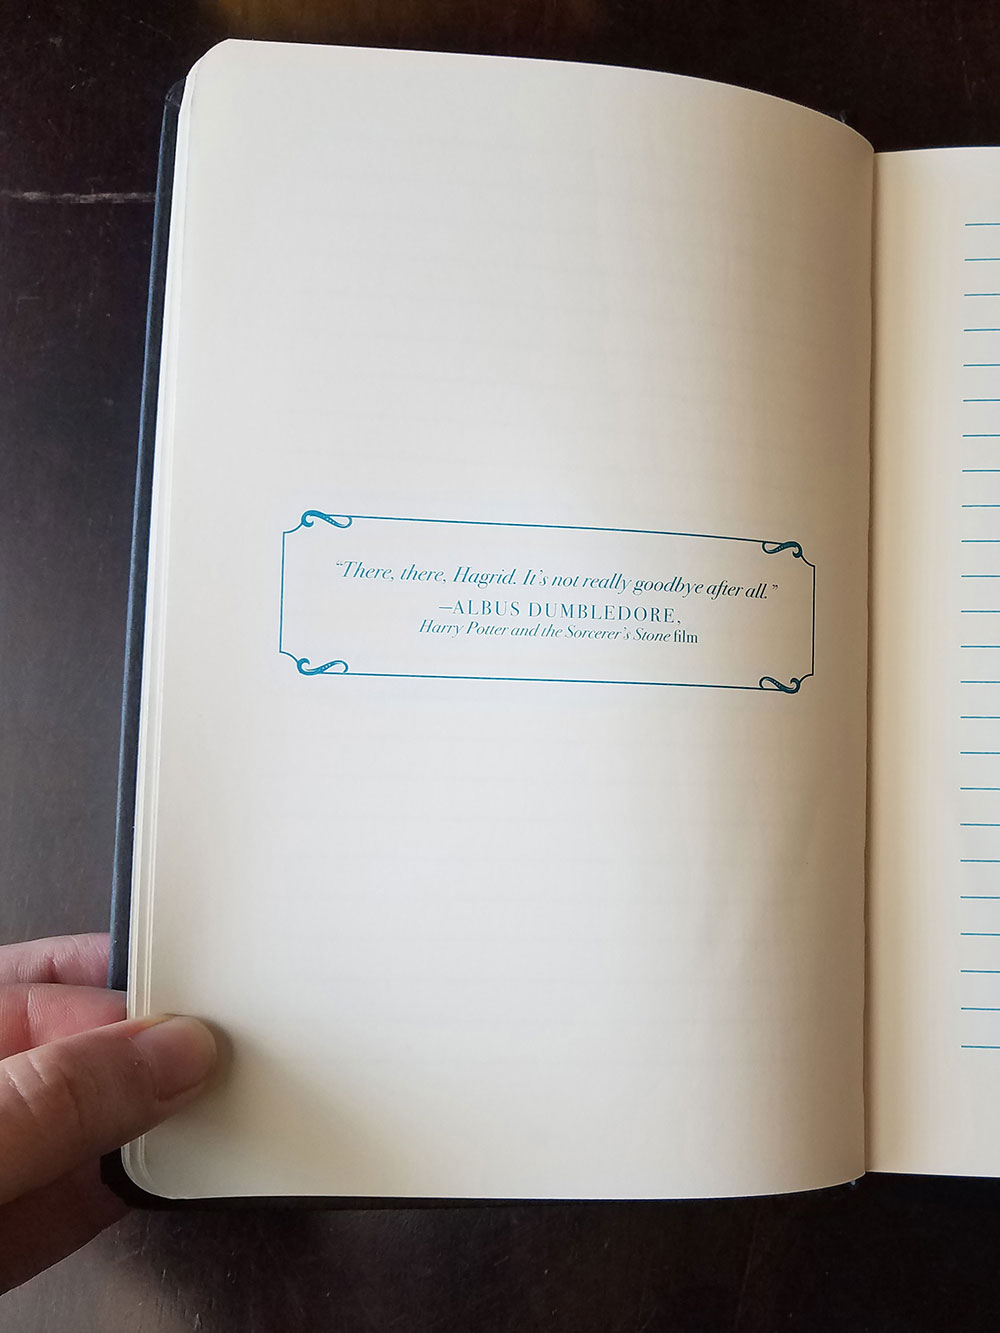 “There, there, Hagrid. It’s not really goodbye after all.”
—ALBUS DUMBLEDORE,
Harry Potter and the Sorcerer’s Stone film